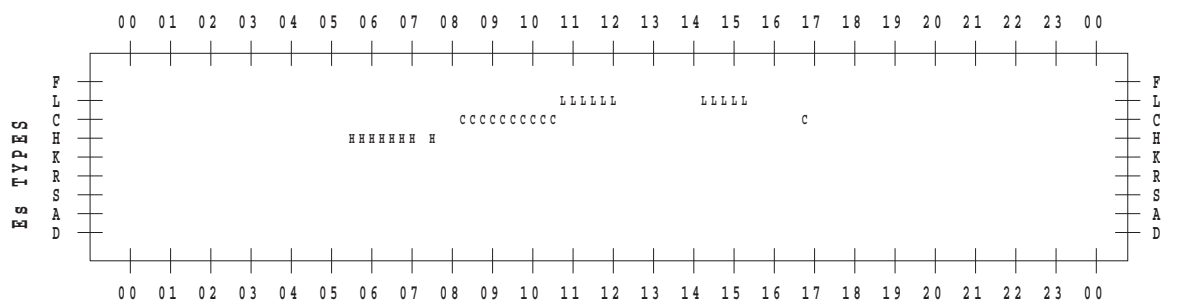 00 01 02 03 04 05 06 07 08 09 10 11 12 13 14 15 16 17 18 19 20 21 22 23 00
F F
L LLLLLL LLLLL L
C CCCCCCCCCC C C
H HHHHHHH H H
K K
R R
S S
A A
D D
Es TYPES
00 01 02 03 04 05 06 07 08 09 10 11 12 13 14 15 16 17 18 19 20 21 22 23 00